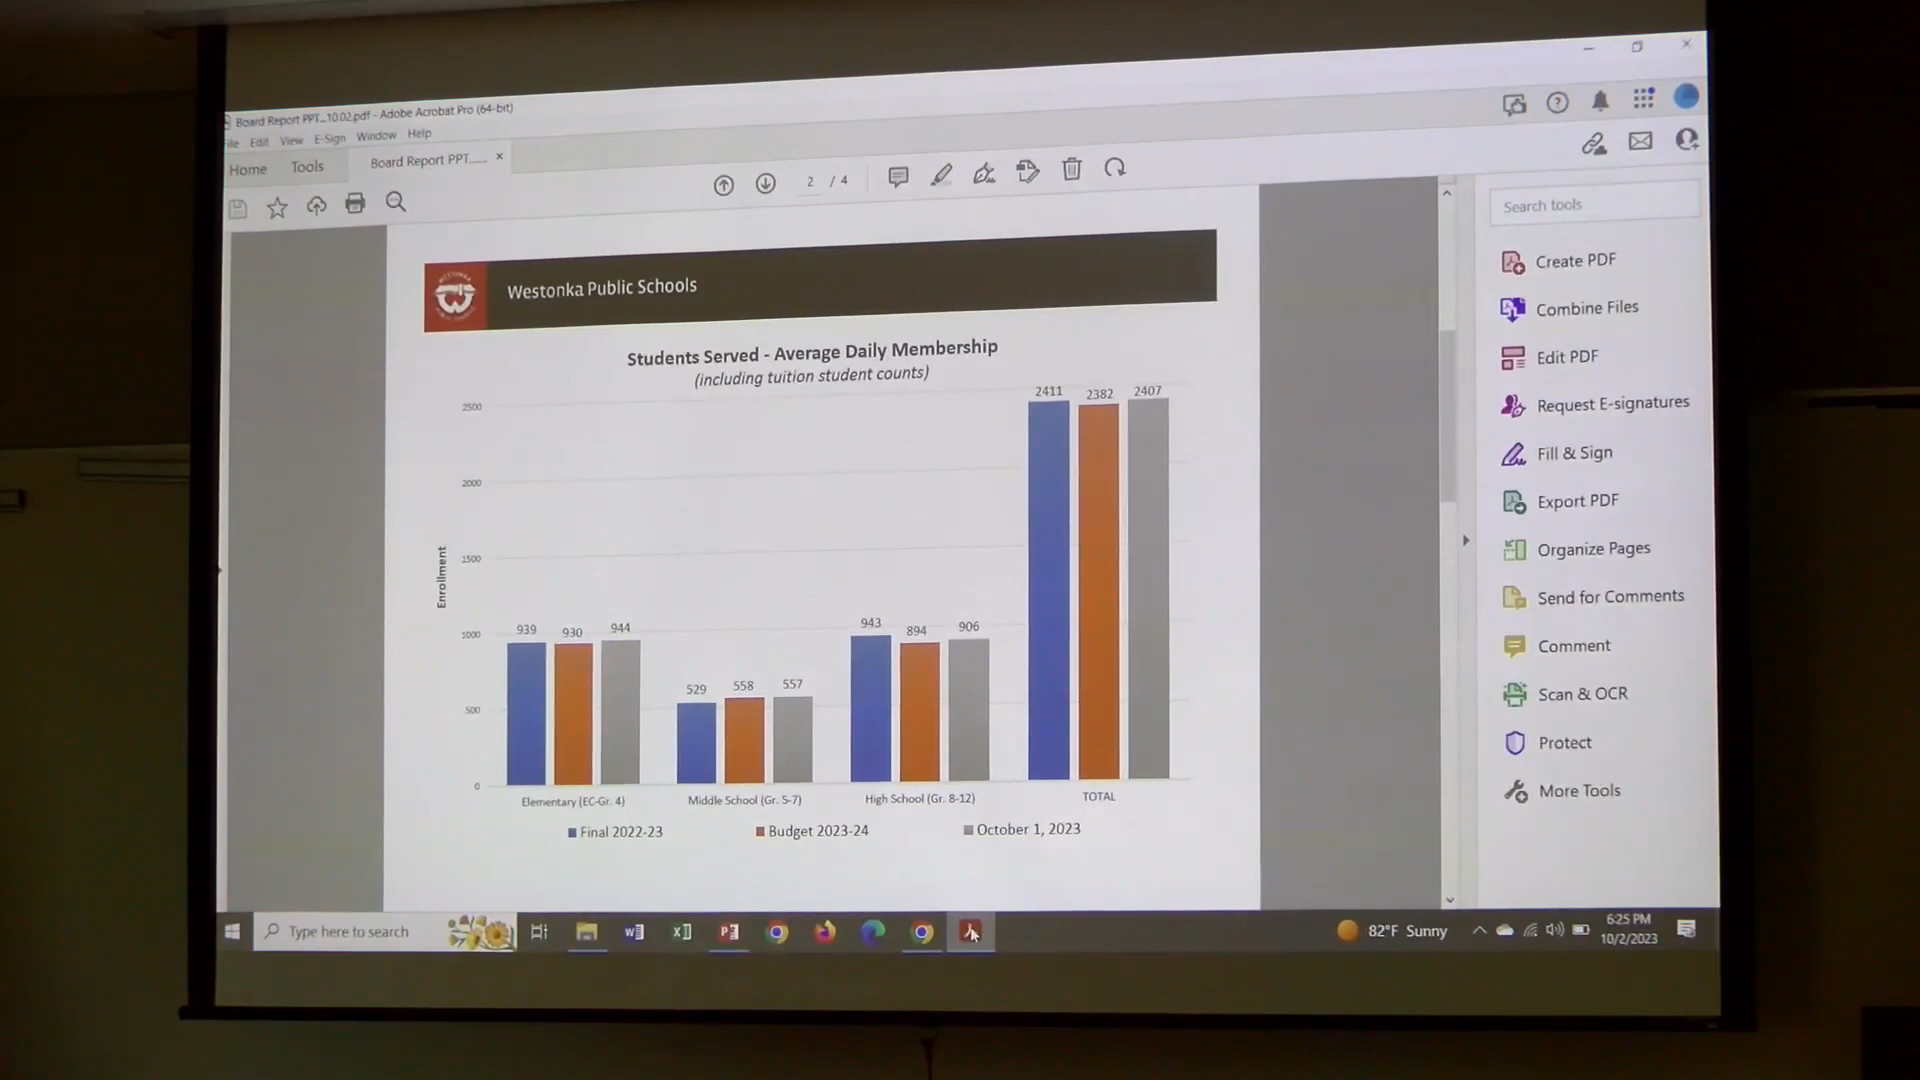 Board Report PPT_10.02.pdf - Adobe Acrobat Pro (64-bit)
File Edit View E-Sign Window Help
Home Tools Board Report PPT_....
2 / 4
Search tools
Create PDF
Combine Files
Edit PDF
Request E-signatures
Fill & Sign
Export PDF
Organize Pages
Send for Comments
Comment
Scan & OCR
Protect
More Tools
Westonka Public Schools
Students Served - Average Daily Membership
(including tuition student counts)
Enrollment
2500
2000
1500
1000
500
0
939 930 944
529 558 557
943 894 906
2411 2382 2407
Elementary (EC-Gr. 4) Middle School (Gr. 5-7) High School (Gr. 8-12) TOTAL
Final 2022-23 Budget 2023-24 October 1, 2023
Type here to search
82°F Sunny
6:25 PM
10/2/2023